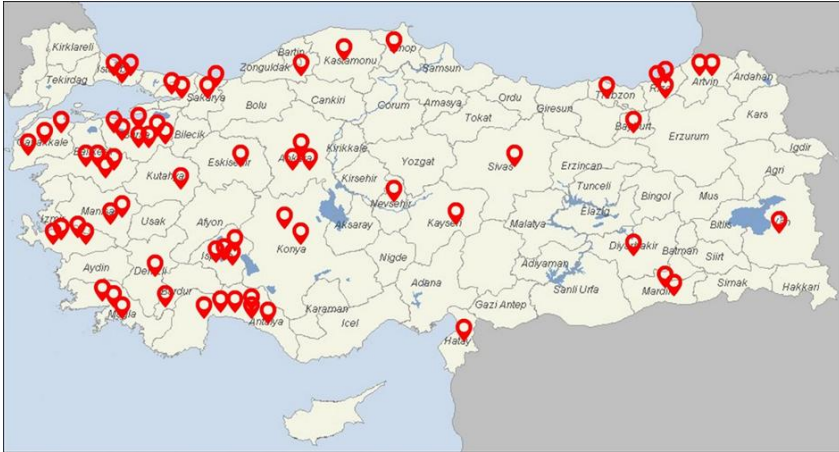 Kirklareli
Tekirdag
Bartin
Zonguldak
Kastamonu
Sinop
Samsun
Sakarya
Bolu
Cankiri
Corum
Amasya
Ordu
Giresun
Trabzon
Rize
Artvin
Ardahan
Kars
Tokat
Bayburt
Erzurum
Igdir
Agri
Canakkale
Bilecik
Eskisehir
Ankara
Kirikkale
Yozgat
Sivas
Erzincan
Tunceli
Kutahya
Kirsehir
Nevsehir
Kayseri
Malatya
Elazig
Bingol
Mus
Bitlis
Van
Izmir
Manisa
Usak
Afyon
Konya
Aksaray
Nigde
Adiyaman
Diyarbakir
Batman
Siirt
Aydin
Burdur
Mugla
Antalya
Karaman
Icel
Adana
Gazi Antep
Sanli Urfa
Mardin
Sirnak
Hakkari
Hatay